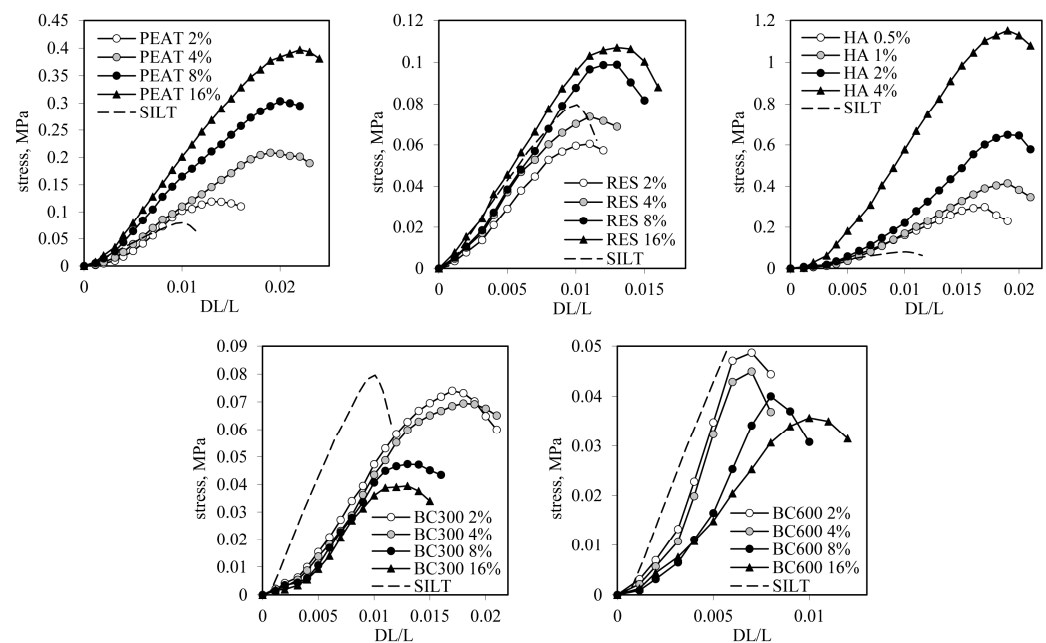 0.45
0.4
0.35
0.3
0.25
0.2
0.15
0.1
0.05
0
stress, MPa
PEAT 2%
PEAT 4%
PEAT 8%
PEAT 16%
SILT
0 0.01 0.02
DL/L
0.12
0.1
0.08
0.06
0.04
0.02
0
stress, MPa
RES 2%
RES 4%
RES 8%
RES 16%
SILT
0 0.005 0.01 0.015
DL/L
1.2
1
0.8
0.6
0.4
0.2
0
stress, MPa
HA 0.5%
HA 1%
HA 2%
HA 4%
SILT
0 0.005 0.01 0.015 0.02
DL/L
0.09
0.08
0.07
0.06
0.05
0.04
0.03
0.02
0.01
0
stress, MPa
BC300 2%
BC300 4%
BC300 8%
BC300 16%
SILT
0 0.005 0.01 0.015 0.02
DL/L
0.05
0.04
0.03
0.02
0.01
0
stress, MPa
BC600 2%
BC600 4%
BC600 8%
BC600 16%
SILT
0 0.005 0.01
DL/L